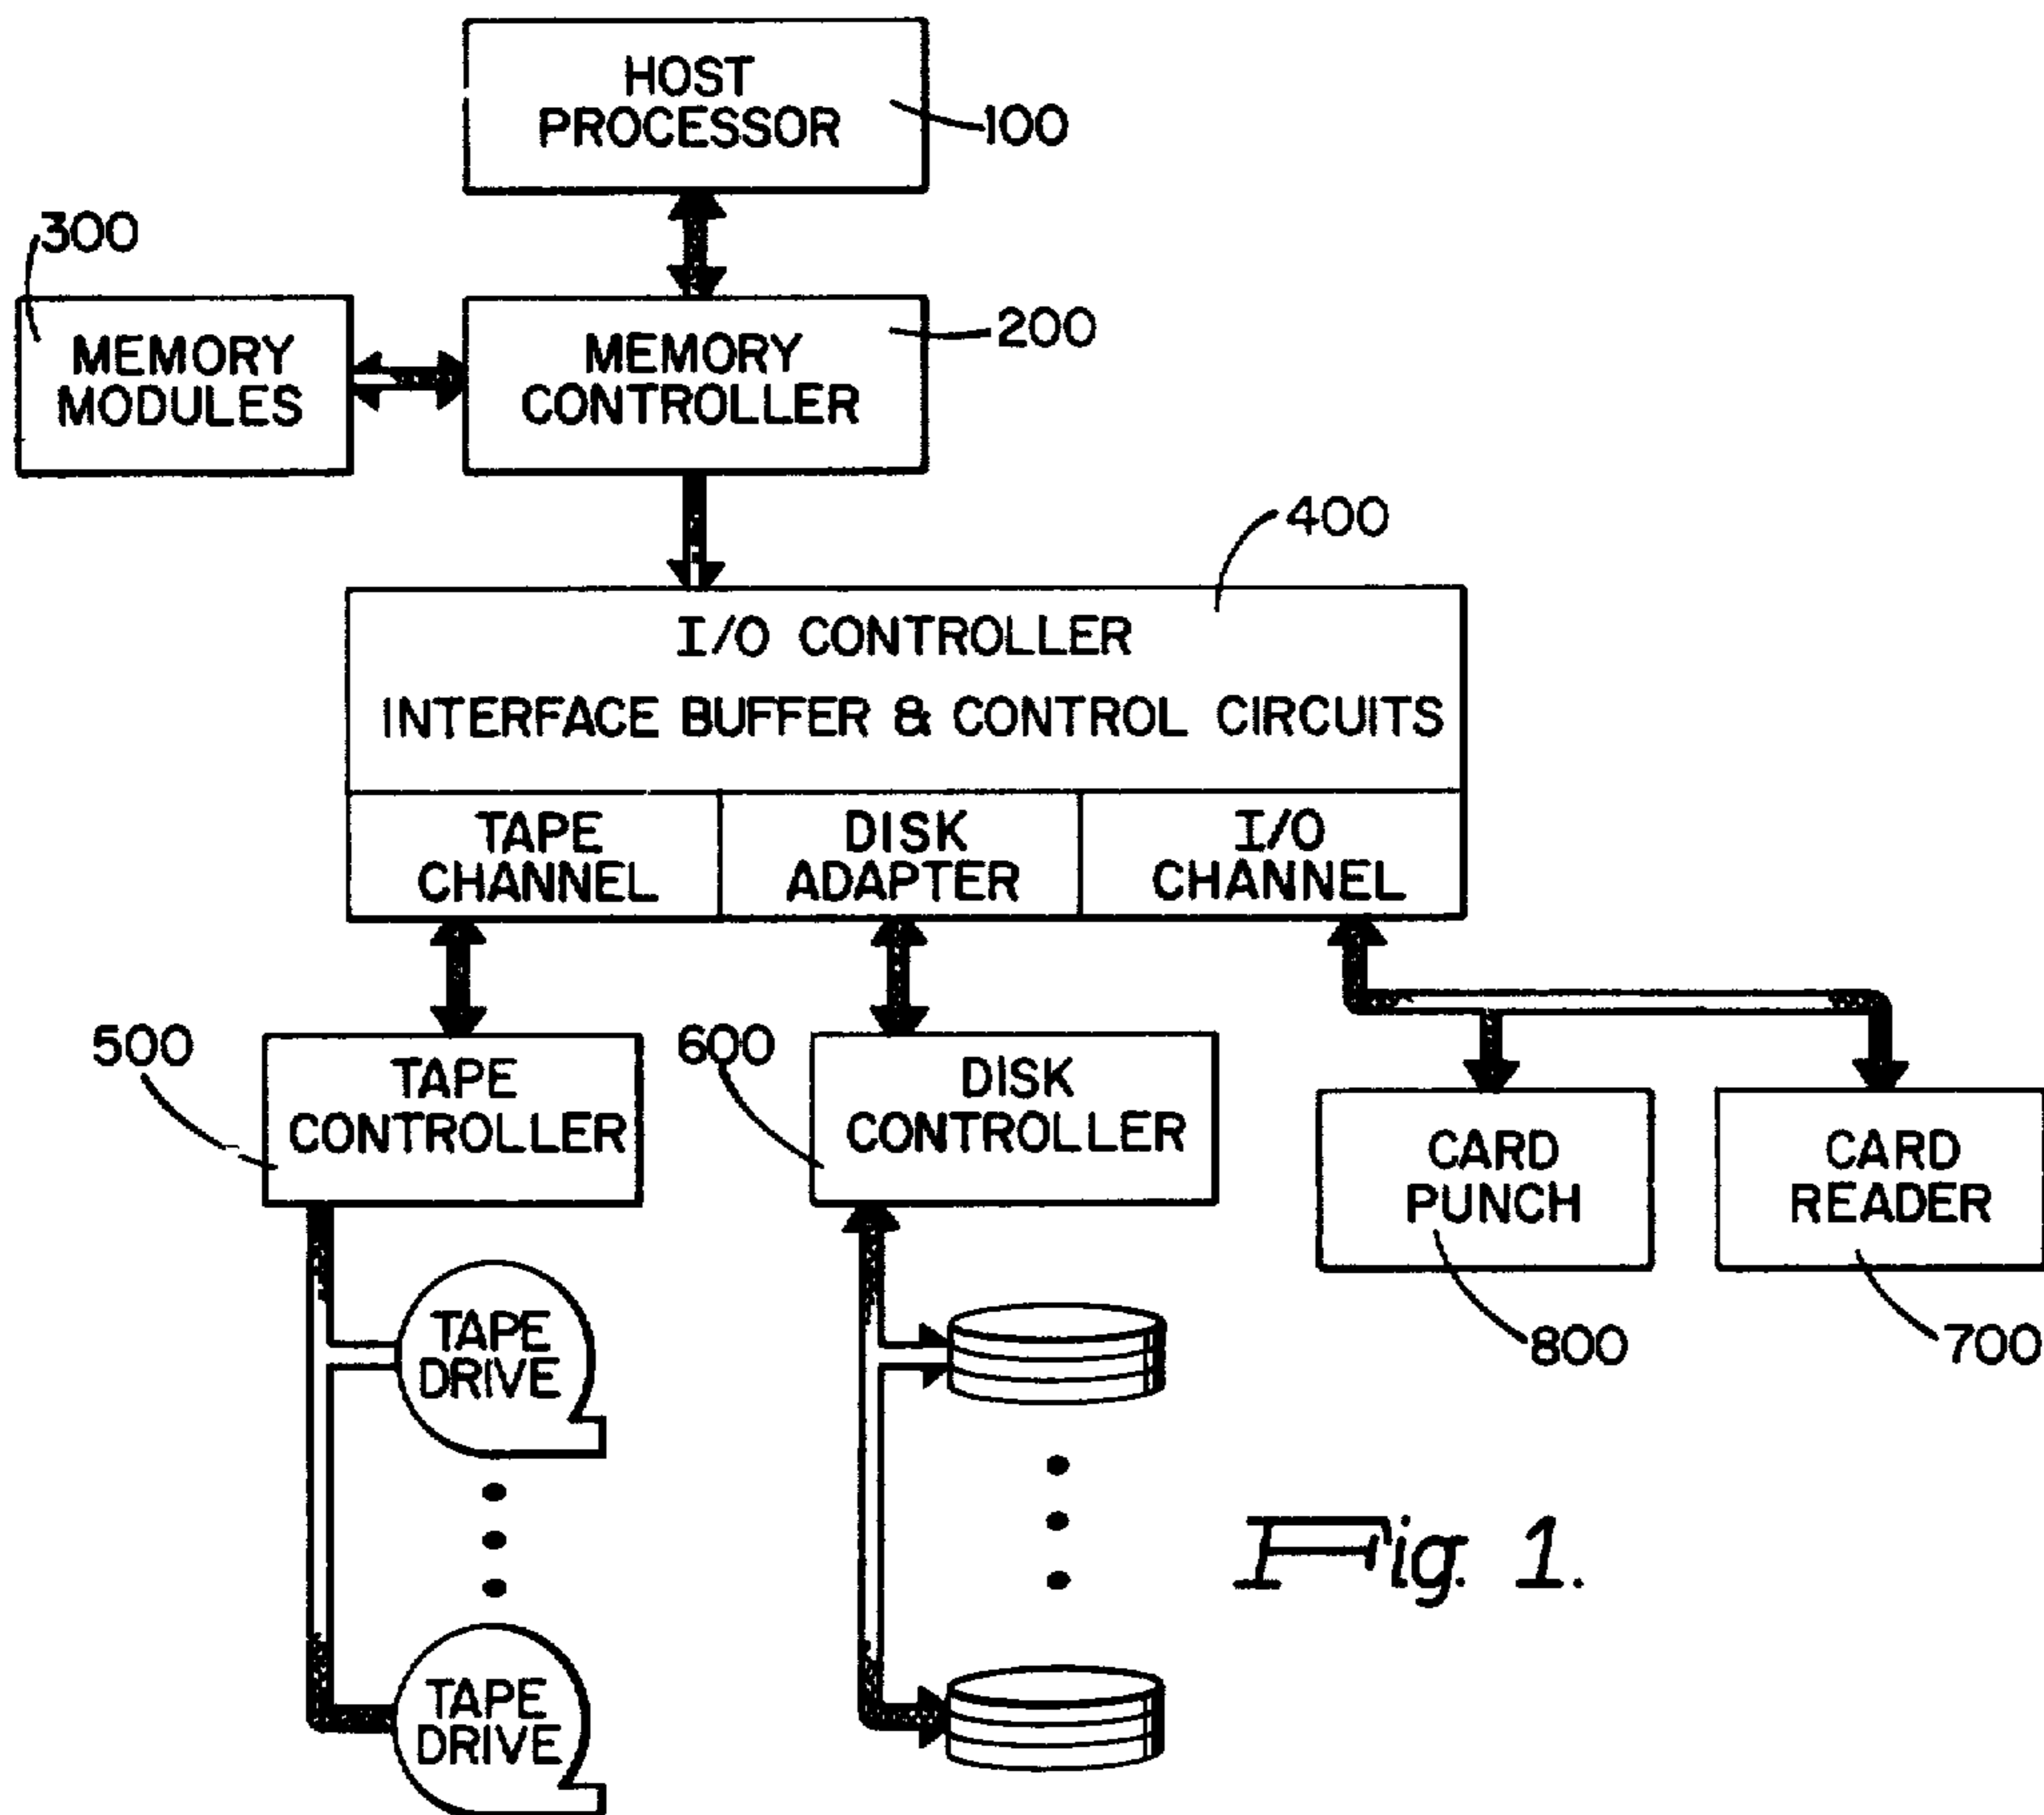 HOST
PROCESSOR
100
300
MEMORY
MODULES
MEMORY
CONTROLLER
200
400
I/O CONTROLLER
INTERFACE BUFFER & CONTROL CIRCUITS
TAPE
CHANNEL
DISK
ADAPTER
I/O
CHANNEL
500
TAPE
CONTROLLER
600
DISK
CONTROLLER
CARD
PUNCH
800
CARD
READER
700
TAPE
DRIVE
TAPE
DRIVE
Fig. 1.